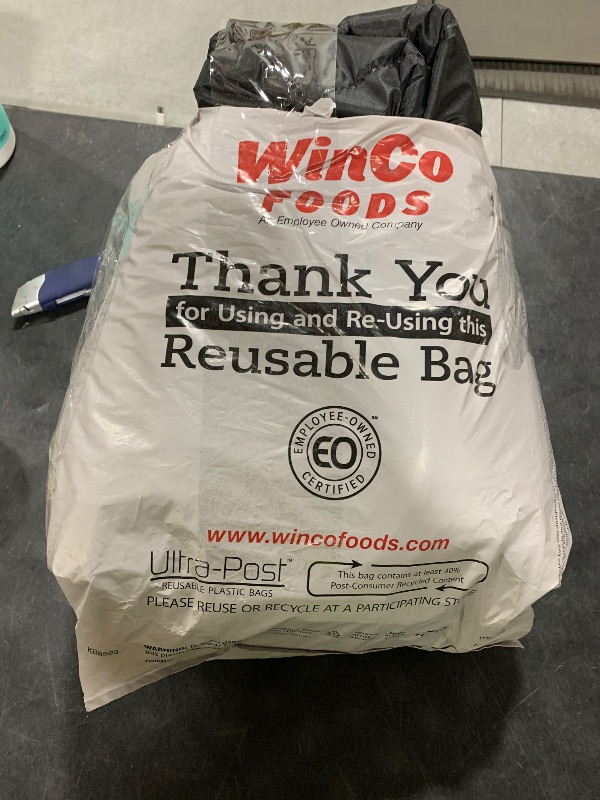 WinCo
FOODS
An Employee Owned Company
Thank You
for Using and Re-Using this
Reusable Bag
EMPLOYEE-OWNED
EO
CERTIFIED
www.wincofoods.com
Ultra-Post™
REUSABLE PLASTIC BAGS
This bag contains at least 40%
Post-Consumer Recycled Content
PLEASE REUSE OR RECYCLE AT A PARTICIPATING
WARNING: